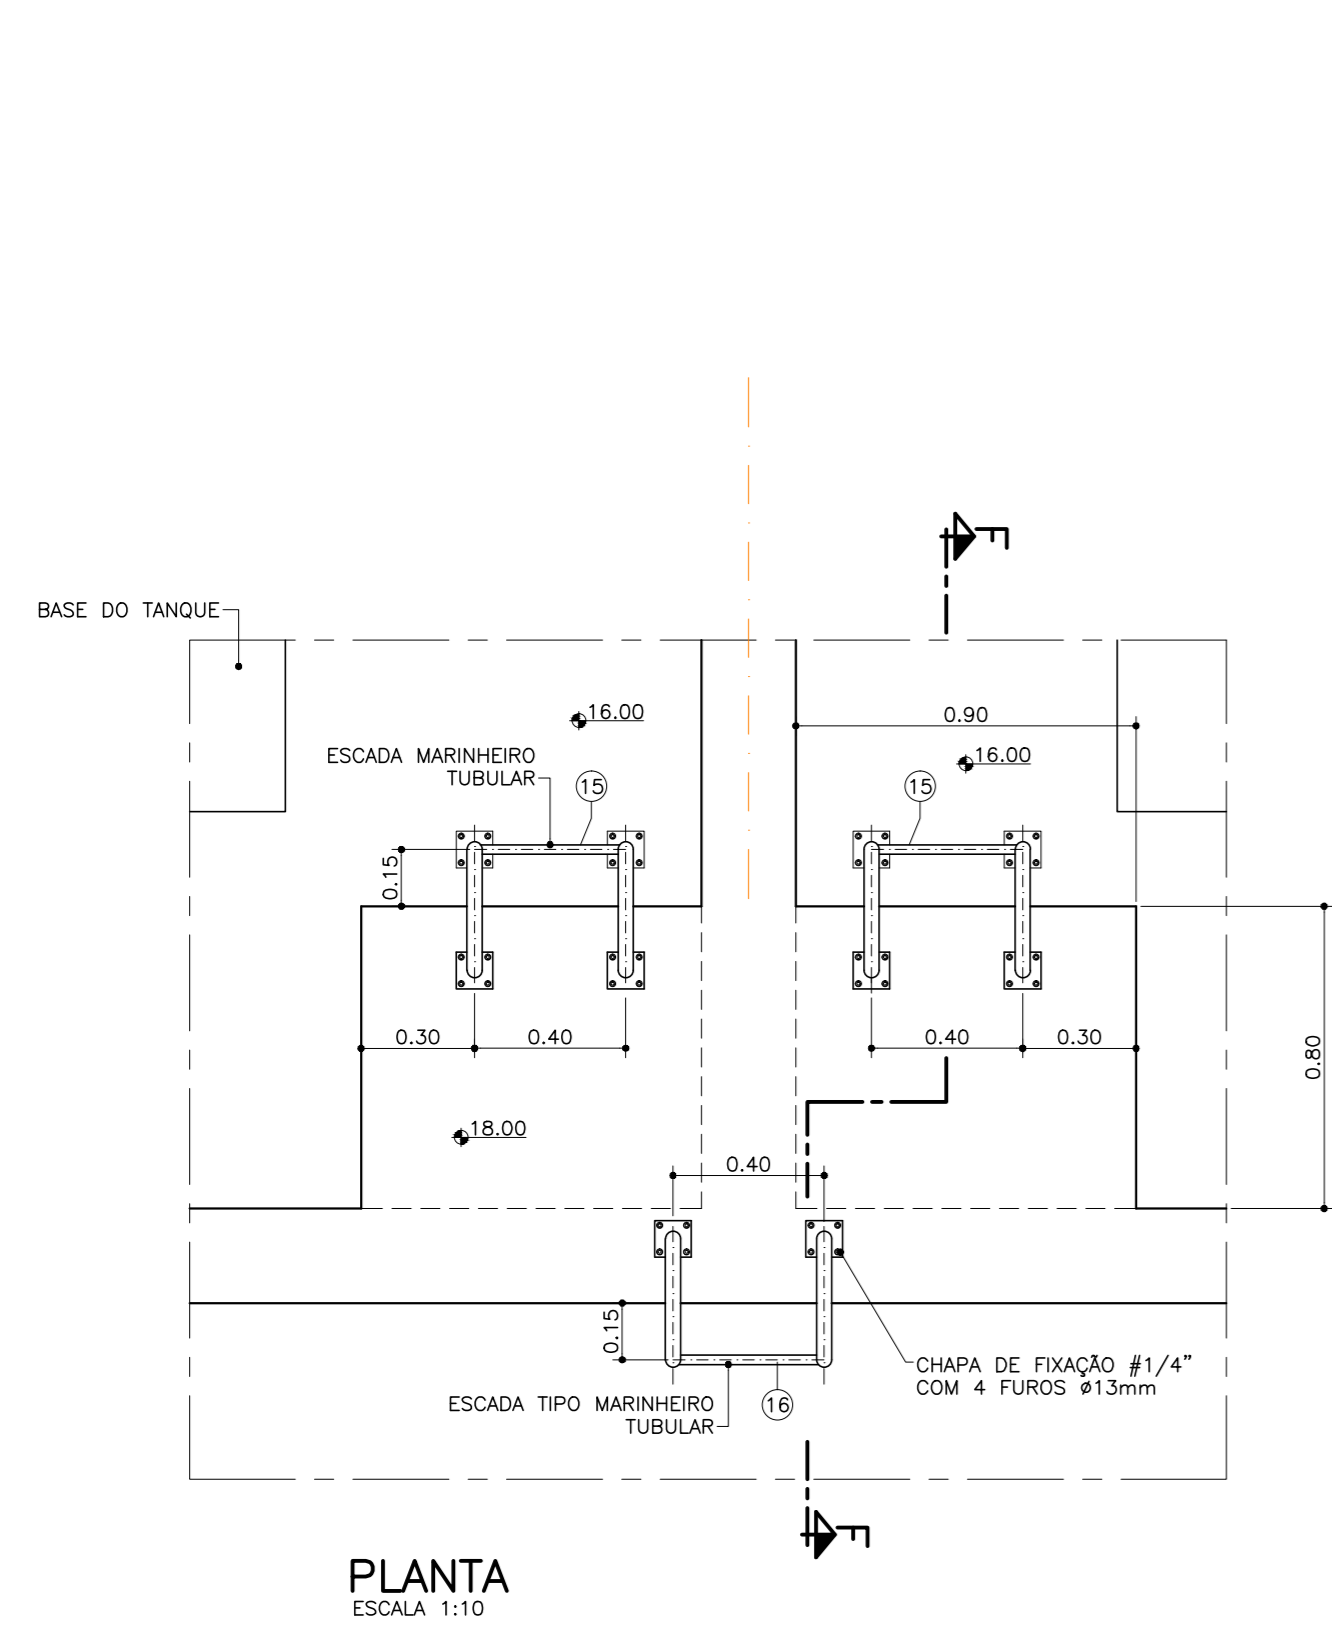 F
BASE DO TANQUE
16.00
0.90
ESCADA MARINHEIRO
TUBULAR
16.00
15
15
0.15
0.30
0.40
0.40
0.30
0.80
18.00
0.40
0.15
CHAPA DE FIXAÇÃO #1/4”
COM 4 FUROS ø13mm
ESCADA TIPO MARINHEIRO
TUBULAR
16
F
PLANTA
ESCALA 1:10